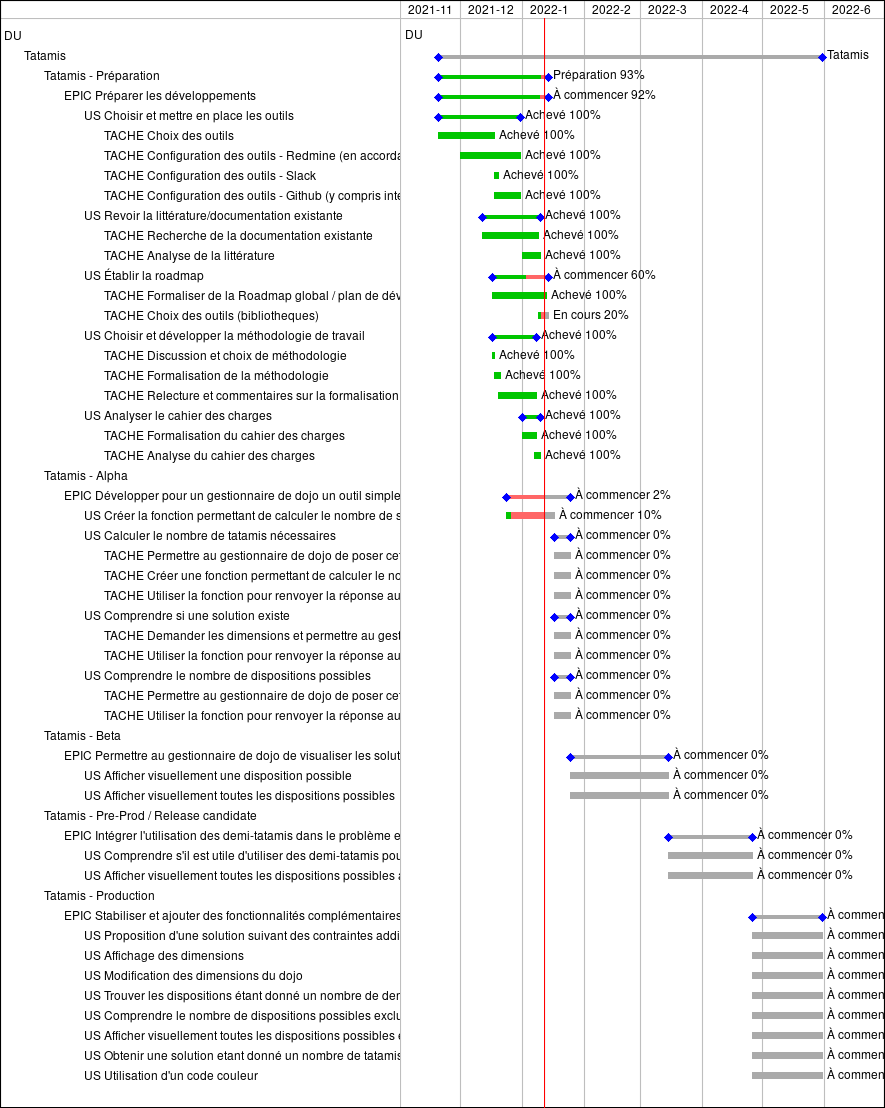 2021-11 2021-12 2022-1 2022-2 2022-3 2022-4 2022-5 2022-6
DU DU
Tatamis Tatamis
Tatamis - Préparation Préparation 93%
EPIC Préparer les développements À commencer 92%
US Choisir et mettre en place les outils Achevé 100%
TACHE Choix des outils Achevé 100%
TACHE Configuration des outils - Redmine (en accorda Achevé 100%
TACHE Configuration des outils - Slack Achevé 100%
TACHE Configuration des outils - Github (y compris inte Achevé 100%
US Revoir la littérature/documentation existante Achevé 100%
TACHE Recherche de la documentation existante Achevé 100%
TACHE Analyse de la littérature Achevé 100%
US Établir la roadmap À commencer 60%
TACHE Formaliser de la Roadmap global / plan de dév Achevé 100%
TACHE Choix des outils (bibliotheques) En cours 20%
US Choisir et développer la méthodologie de travail Achevé 100%
TACHE Discussion et choix de méthodologie Achevé 100%
TACHE Formalisation de la méthodologie Achevé 100%
TACHE Relecture et commentaires sur la formalisation Achevé 100%
US Analyser le cahier des charges Achevé 100%
TACHE Formalisation du cahier des charges Achevé 100%
TACHE Analyse du cahier des charges Achevé 100%
Tatamis - Alpha
EPIC Développer pour un gestionnaire de dojo un outil simple À commencer 2%
US Créer la fonction permettant de calculer le nombre de s À commencer 10%
US Calculer le nombre de tatamis nécessaires À commencer 0%
TACHE Permettre au gestionnaire de dojo de poser cet À commencer 0%
TACHE Créer une fonction permettant de calculer le no À commencer 0%
TACHE Utiliser la fonction pour renvoyer la réponse au À commencer 0%
US Comprendre si une solution existe À commencer 0%
TACHE Demander les dimensions et permettre au gest À commencer 0%
TACHE Utiliser la fonction pour renvoyer la réponse au À commencer 0%
US Comprendre le nombre de dispositions possibles À commencer 0%
TACHE Permettre au gestionnaire de dojo de poser cet À commencer 0%
TACHE Utiliser la fonction pour renvoyer la réponse au À commencer 0%
Tatamis - Beta
EPIC Permettre au gestionnaire de dojo de visualiser les solut À commencer 0%
US Afficher visuellement une disposition possible À commencer 0%
US Afficher visuellement toutes les dispositions possibles À commencer 0%
Tatamis - Pre-Prod / Release candidate
EPIC Intégrer l'utilisation des demi-tatamis dans le problème e À commencer 0%
US Comprendre s'il est utile d'utiliser des demi-tatamis pou À commencer 0%
US Afficher visuellement toutes les dispositions possibles a À commencer 0%
Tatamis - Production
EPIC Stabiliser et ajouter des fonctionnalités complémentaires À commen
US Proposition d'une solution suivant des contraintes addi À commen
US Affichage des dimensions À commen
US Modification des dimensions du dojo À commen
US Trouver les dispositions étant donné un nombre de der À commen
US Comprendre le nombre de dispositions possibles exclu À commen
US Afficher visuellement toutes les dispositions possibles e À commen
US Obtenir une solution etant donné un nombre de tatamis À commen
US Utilisation d'un code couleur À commen